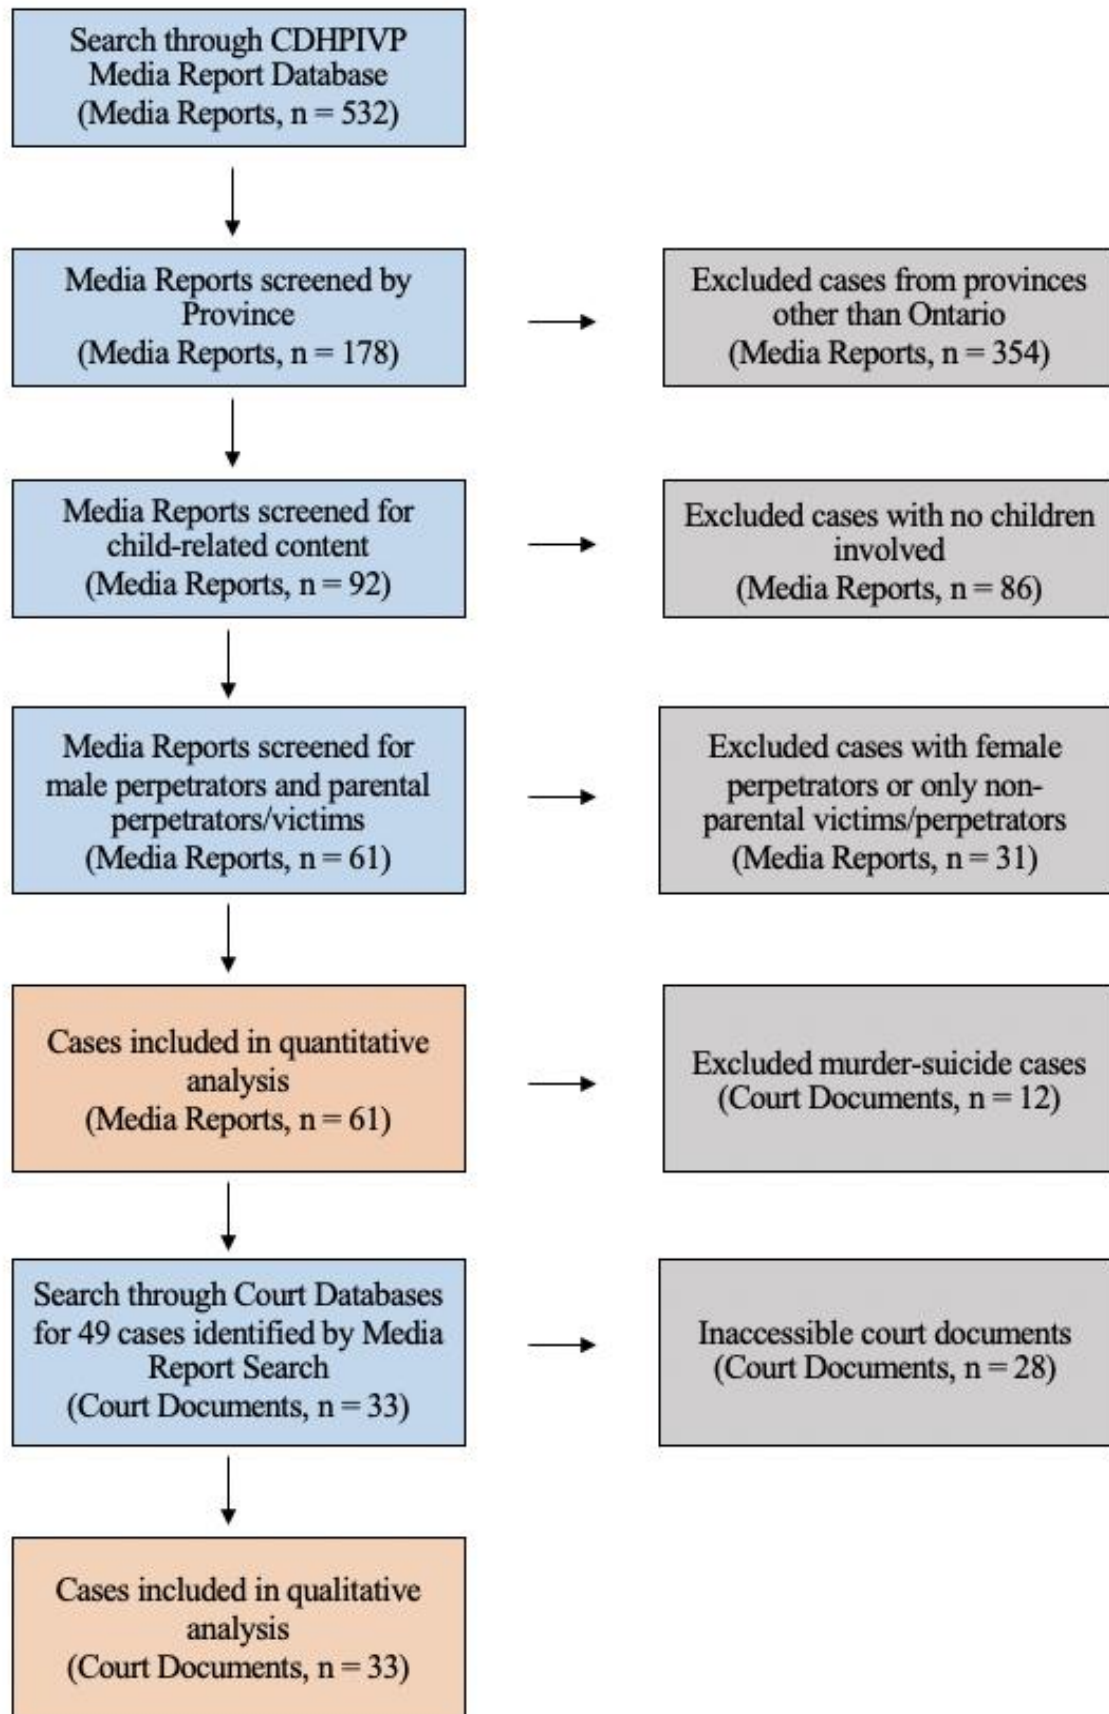 Search through CDHPIVP
Media Report Database
(Media Reports, n = 532)
Media Reports screened by
Province
(Media Reports, n = 178)
Excluded cases from provinces
other than Ontario
(Media Reports, n = 354)
Media Reports screened for
child-related content
(Media Reports, n = 92)
Excluded cases with no children
involved
(Media Reports, n = 86)
Media Reports screened for
male perpetrators and parental
perpetrators/victims
(Media Reports, n = 61)
Excluded cases with female
perpetrators or only non-
parental victims/perpetrators
(Media Reports, n = 31)
Cases included in quantitative
analysis
(Media Reports, n = 61)
Excluded murder-suicide cases
(Court Documents, n = 12)
Search through Court Databases
for 49 cases identified by Media
Report Search
(Court Documents, n = 33)
Inaccessible court documents
(Court Documents, n = 28)
Cases included in qualitative
analysis
(Court Documents, n = 33)